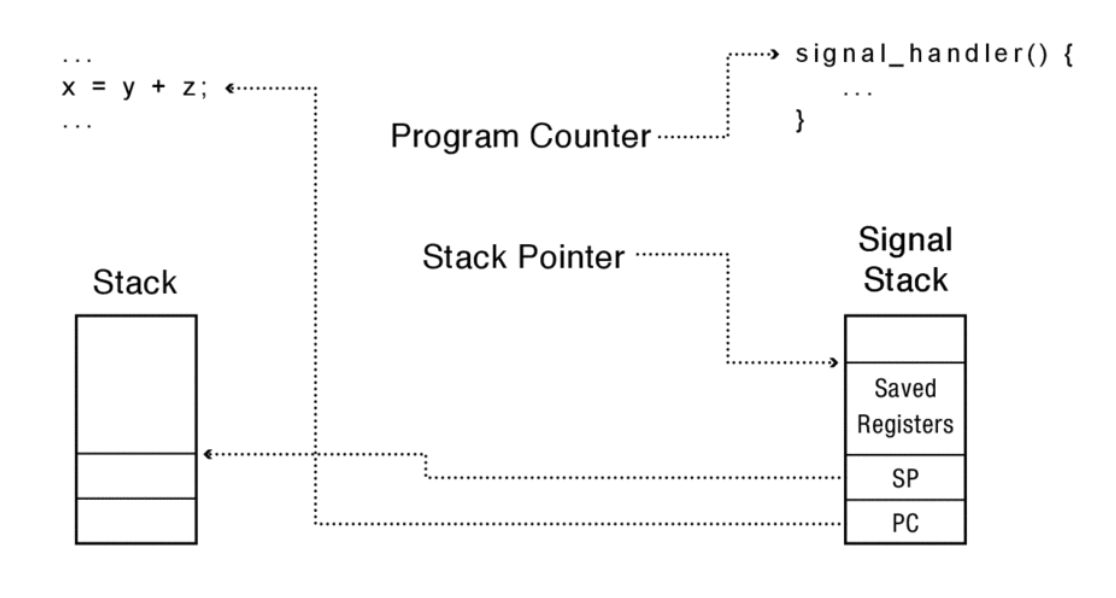 ...
x = y + z;
...
signal_handler() {
...
}
Program Counter
Stack Pointer
Stack
Signal
Stack
Saved
Registers
SP
PC